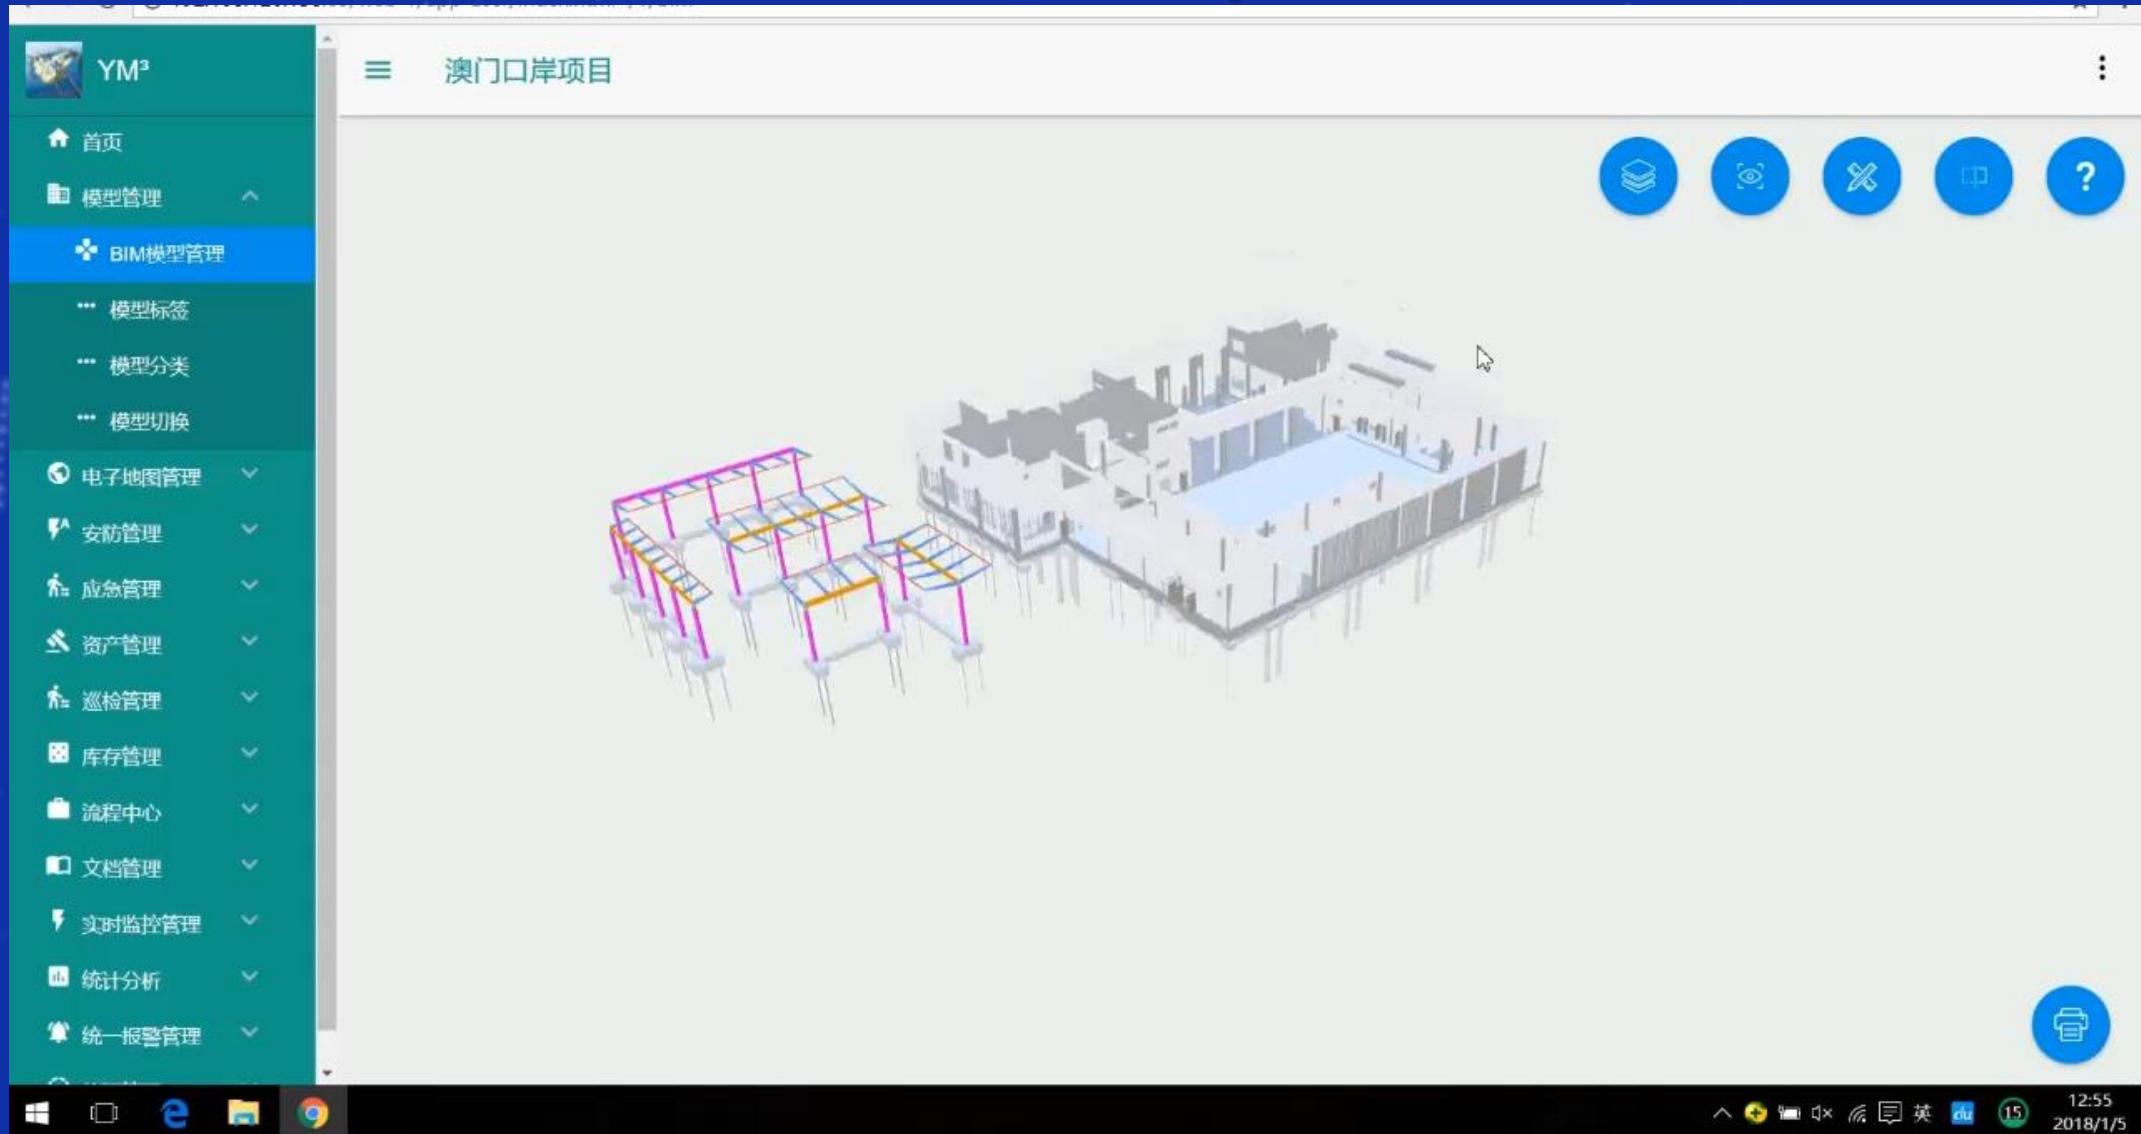 YM³
澳门口岸项目
首页
模型管理
BIM模型管理
模型标签
模型分类
模型切换
电子地图管理
安防管理
应急管理
资产管理
巡检管理
库存管理
流程中心
文档管理
实时监控管理
统计分析
统一报警管理
?
英
du
15
12:55
2018/1/5